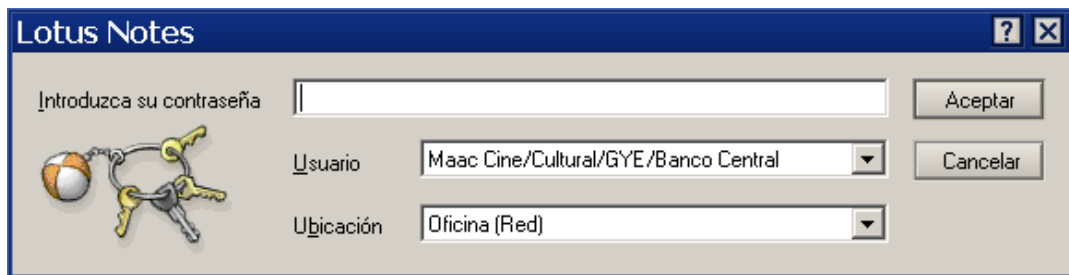 Lotus Notes
Introduzca su contraseña
Aceptar
Usuario
Maac Cine/Cultural/GYE/Banco Central
Cancelar
Ubicación
Oficina (Red)